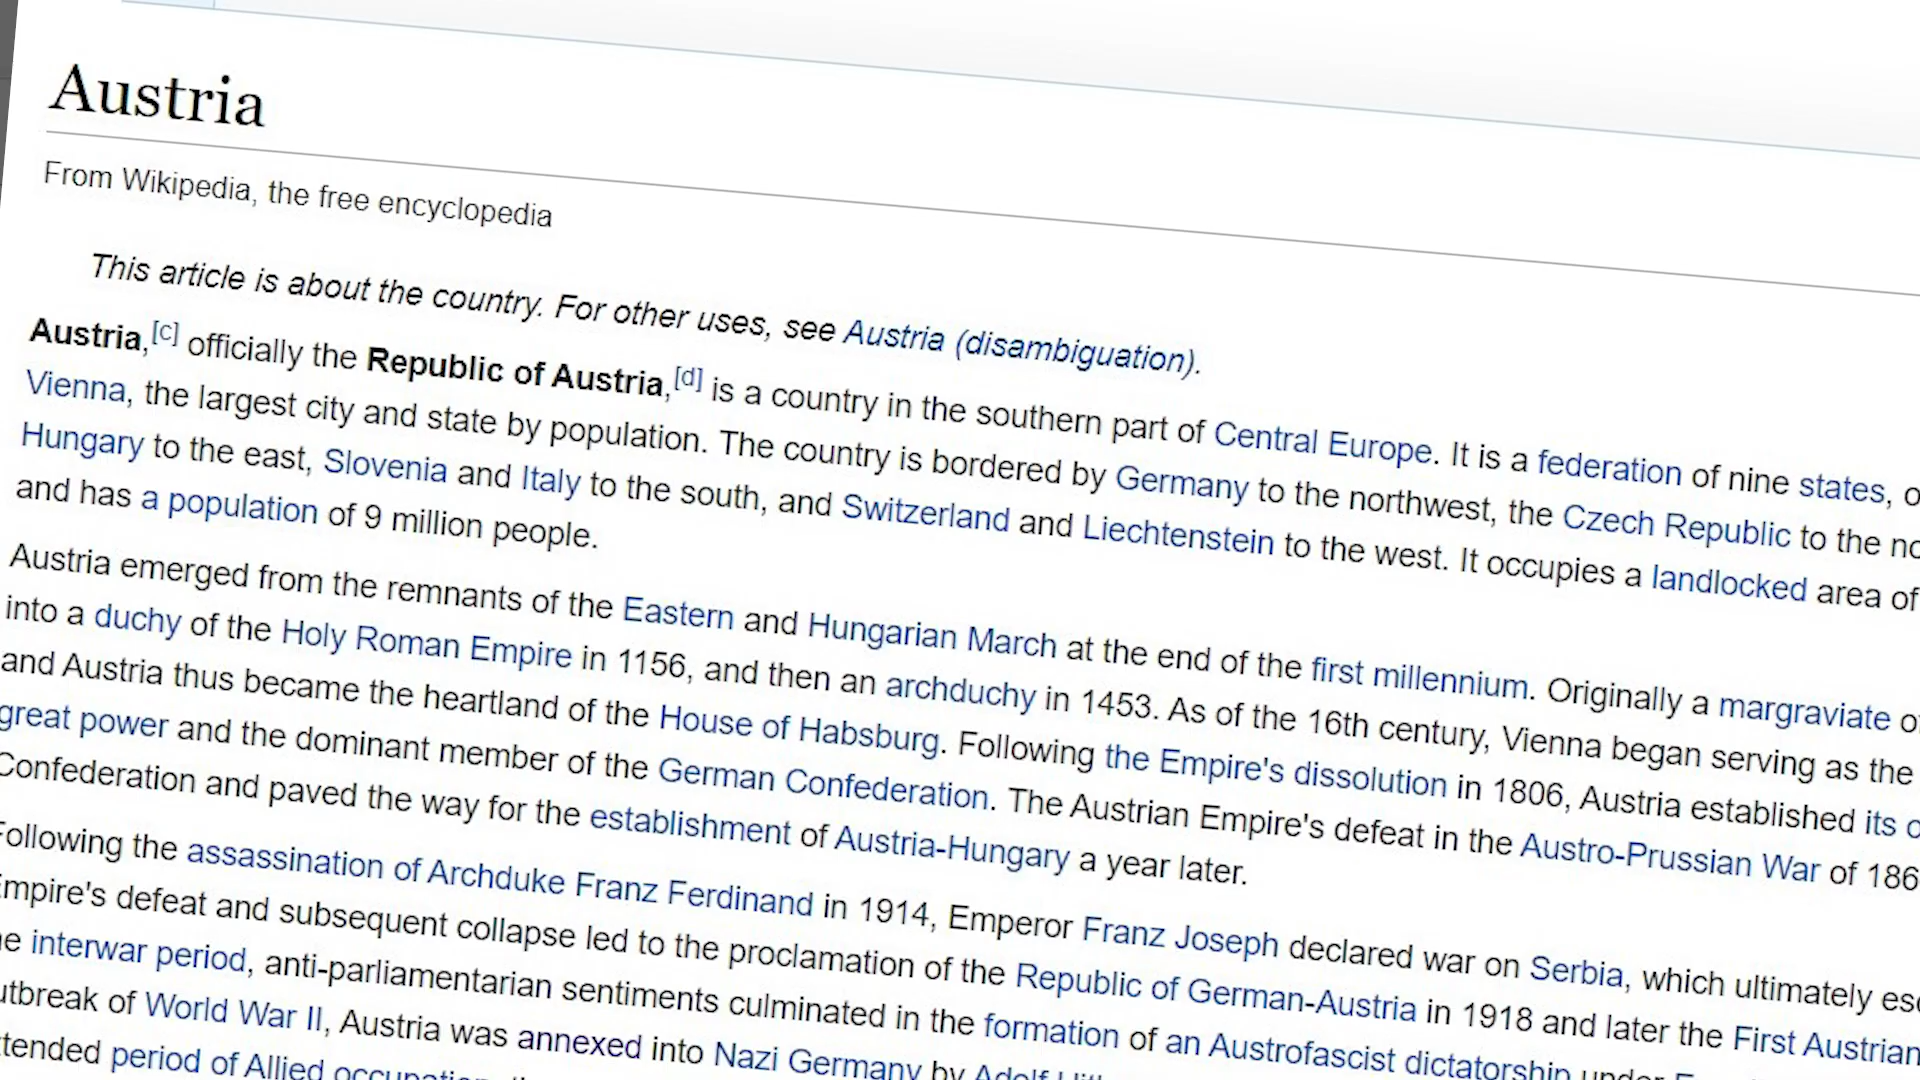 Austria
From Wikipedia, the free encyclopedia
This article is about the country. For other uses, see Austria (disambiguation).
Austria,[c] officially the Republic of Austria,[d] is a country in the southern part of Central Europe. It is a federation of nine states, o
Vienna, the largest city and state by population. The country is bordered by Germany to the northwest, the Czech Republic to the no
Hungary to the east, Slovenia and Italy to the south, and Switzerland and Liechtenstein to the west. It occupies a landlocked area of
and has a population of 9 million people.
Austria emerged from the remnants of the Eastern and Hungarian March at the end of the first millennium. Originally a margraviate of
into a duchy of the Holy Roman Empire in 1156, and then an archduchy in 1453. As of the 16th century, Vienna began serving as the
and Austria thus became the heartland of the House of Habsburg. Following the Empire's dissolution in 1806, Austria established its o
great power and the dominant member of the German Confederation. The Austrian Empire's defeat in the Austro-Prussian War of 186
Confederation and paved the way for the establishment of Austria-Hungary a year later.
Following the assassination of Archduke Franz Ferdinand in 1914, Emperor Franz Joseph declared war on Serbia, which ultimately esc
Empire's defeat and subsequent collapse led to the proclamation of the Republic of German-Austria in 1918 and later the First Austrian
he interwar period, anti-parliamentarian sentiments culminated in the formation of an Austrofascist dictatorship under
utbreak of World War II, Austria was annexed into Nazi Germany by Adolf
tended period of Allied